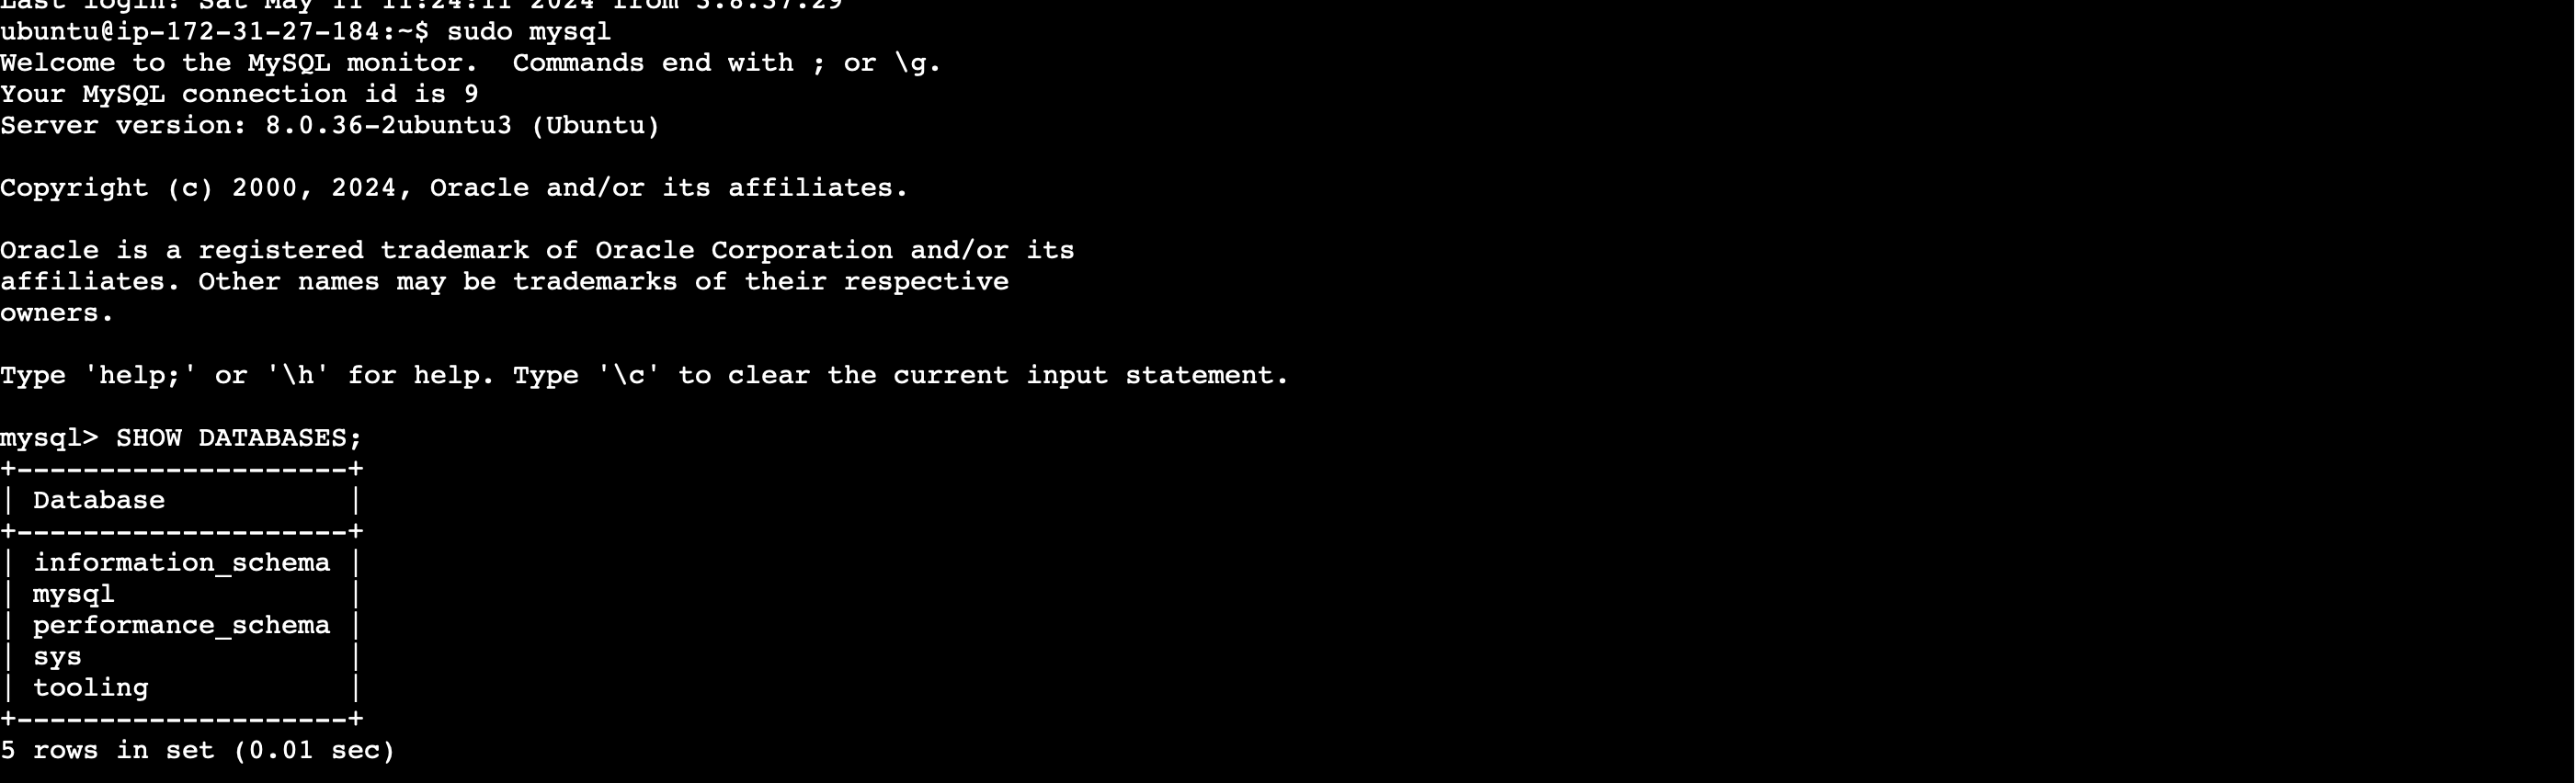 Last login: Sat May 11 11:24:11 2024 from 3.8.37.29
ubuntu@ip-172-31-27-184:~$ sudo mysql
Welcome to the MySQL monitor.  Commands end with ; or \g.
Your MySQL connection id is 9
Server version: 8.0.36-2ubuntu3 (Ubuntu)

Copyright (c) 2000, 2024, Oracle and/or its affiliates.

Oracle is a registered trademark of Oracle Corporation and/or its
affiliates. Other names may be trademarks of their respective
owners.

Type 'help;' or '\h' for help. Type '\c' to clear the current input statement.

mysql> SHOW DATABASES;
+--------------------+
| Database           |
+--------------------+
| information_schema |
| mysql              |
| performance_schema |
| sys                |
| tooling            |
+--------------------+
5 rows in set (0.01 sec)